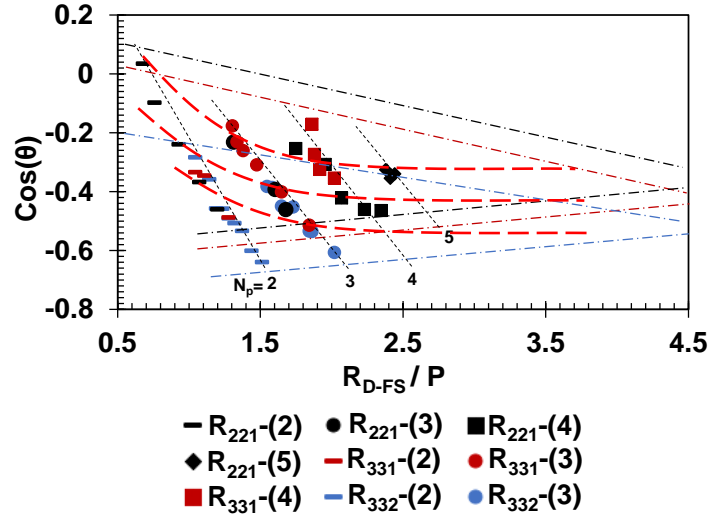 0.2
0
-0.2
-0.4
-0.6
-0.8
Cos(θ)
Np= 2
3
4
5
0.5 1.5 2.5 3.5 4.5
R_D-FS / P
R221-(2) R221-(3) R221-(4)
R221-(5) R331-(2) R331-(3)
R331-(4) R332-(2) R332-(3)